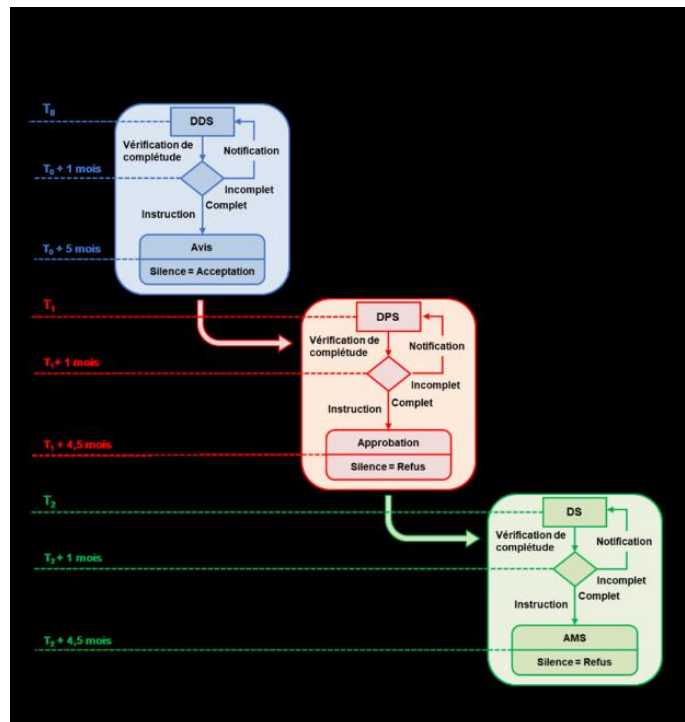 T0
DDS
Vérification de
complétude
Notification
T0 + 1 mois
Incomplet
Complet
Instruction
Avis
T0 + 5 mois
Silence = Acceptation
T1
DPS
Vérification de
complétude
Notification
T1+ 1 mois
Incomplet
Complet
Instruction
Approbation
T1 + 4,5 mois
Silence = Refus
T2
DS
Vérification de
complétude
Notification
T2 + 1 mois
Incomplet
Complet
Instruction
AMS
T2 + 4,5 mois
Silence = Refus